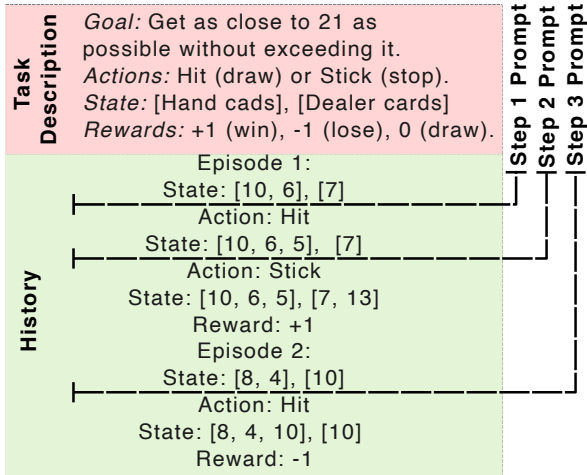 Task
Description
Goal: Get as close to 21 as
possible without exceeding it.
Actions: Hit (draw) or Stick (stop).
State: [Hand cads], [Dealer cards]
Rewards: +1 (win), -1 (lose), 0 (draw).
Step 1 Prompt
Step 2 Prompt
Step 3 Prompt
History
Episode 1:
State: [10, 6], [7]
Action: Hit
State: [10, 6, 5], [7]
Action: Stick
State: [10, 6, 5], [7, 13]
Reward: +1
Episode 2:
State: [8, 4], [10]
Action: Hit
State: [8, 4, 10], [10]
Reward: -1